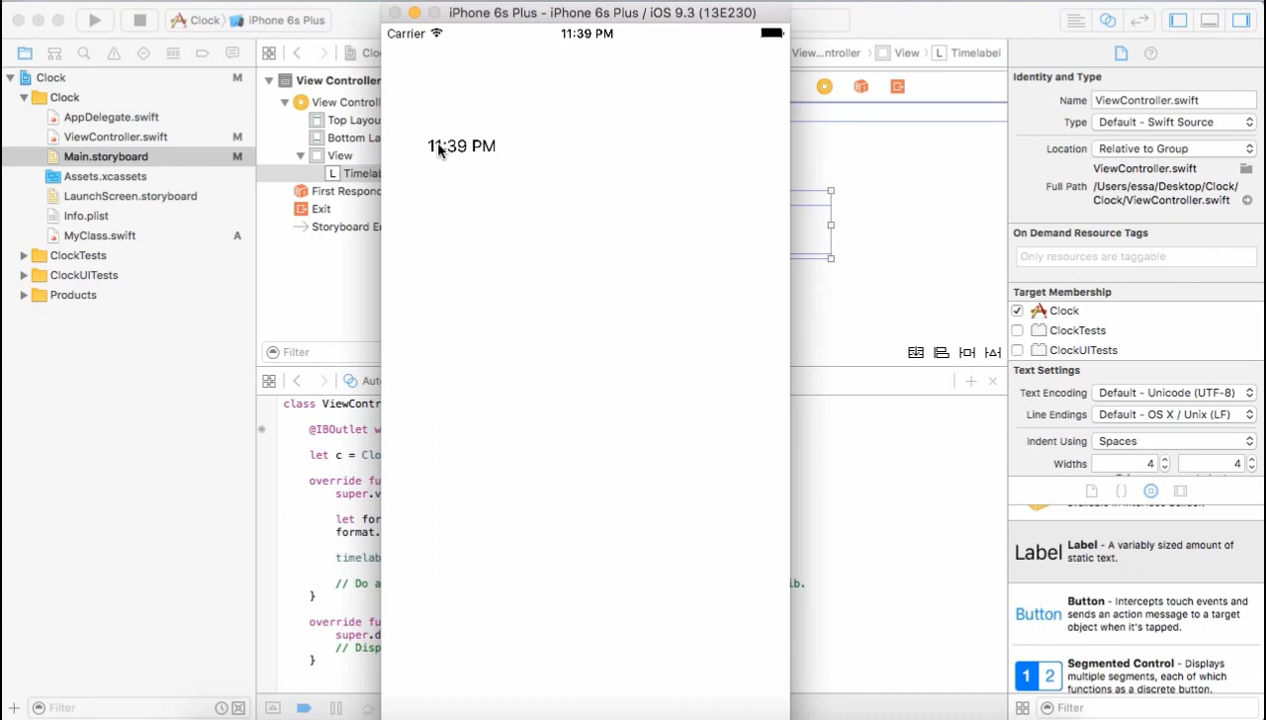 Clock
iPhone 6s Plus
iPhone 6s Plus - iPhone 6s Plus / iOS 9.3 (13E230)
Carrier
11:39 PM
11:39 PM
Clock
M
Clock
AppDelegate.swift
ViewController.swift
M
Main.storyboard
M
Assets.xcassets
LaunchScreen.storyboard
Info.plist
MyClass.swift
A
ClockTests
ClockUITests
Products
Filter
Clo
View...ntroller
View
L
Timelabel
View Controller
View Controll
Top Layou
Bottom La
View
L
Timelab
First Respond
Exit
Storyboard En
Filter
Aut
class ViewContr
@IBOutlet w
let c = Clo
override fu
super.v
let for
format.
timelab
// Do a
ib.
}
override fu
super.d
// Disp
}
Identity and Type
Name
ViewController.swift
Type
Default - Swift Source
Location
Relative to Group
ViewController.swift
Full Path
/Users/essa/Desktop/Clock/
Clock/ViewController.swift
On Demand Resource Tags
Only resources are taggable
Target Membership
Clock
ClockTests
ClockUITests
Text Settings
Text Encoding
Default - Unicode (UTF-8)
Line Endings
Default - OS X / Unix (LF)
Indent Using
Spaces
Widths
4
4
Label
Label - A variably sized amount of
static text.
Button
Button - Intercepts touch events and
sends an action message to a target
object when it's tapped.
1 2
Segmented Control - Displays
multiple segments, each of which
functions as a discrete button.
Filter